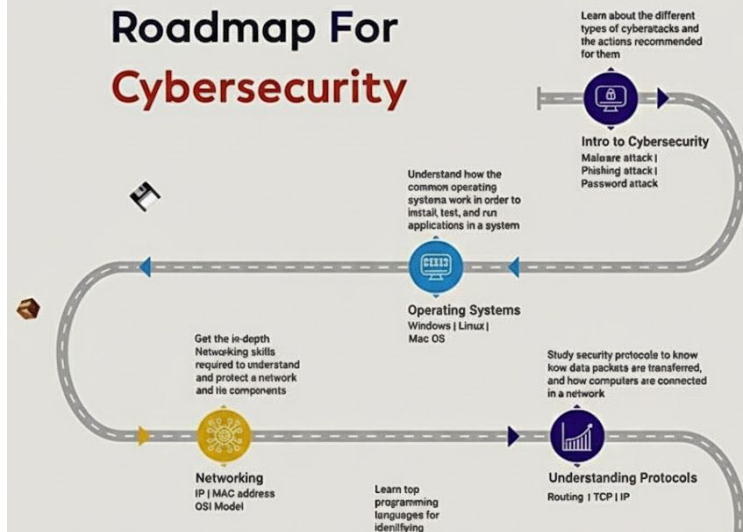 Roadmap For
Cybersecurity
Learn about the different
types of cyberatacks and
the actions recommended
for them
Intro to Cybersecurity
Malware attack |
Phishing attack |
Password attack
Understand how the
common operating
systems work in order to
install, test, and run
applications in a system
Operating Systems
Windows | Linux |
Mac OS
Get the in-depth
Networking skills
required to understand
and protect a network
and its components
Networking
IP | MAC address
OSI Model
Study security protocols to know
kow data packets are transferred,
and how computers are connected
in a network
Understanding Protocols
Routing | TCP | IP
Learn top
programming
languages for
identifying